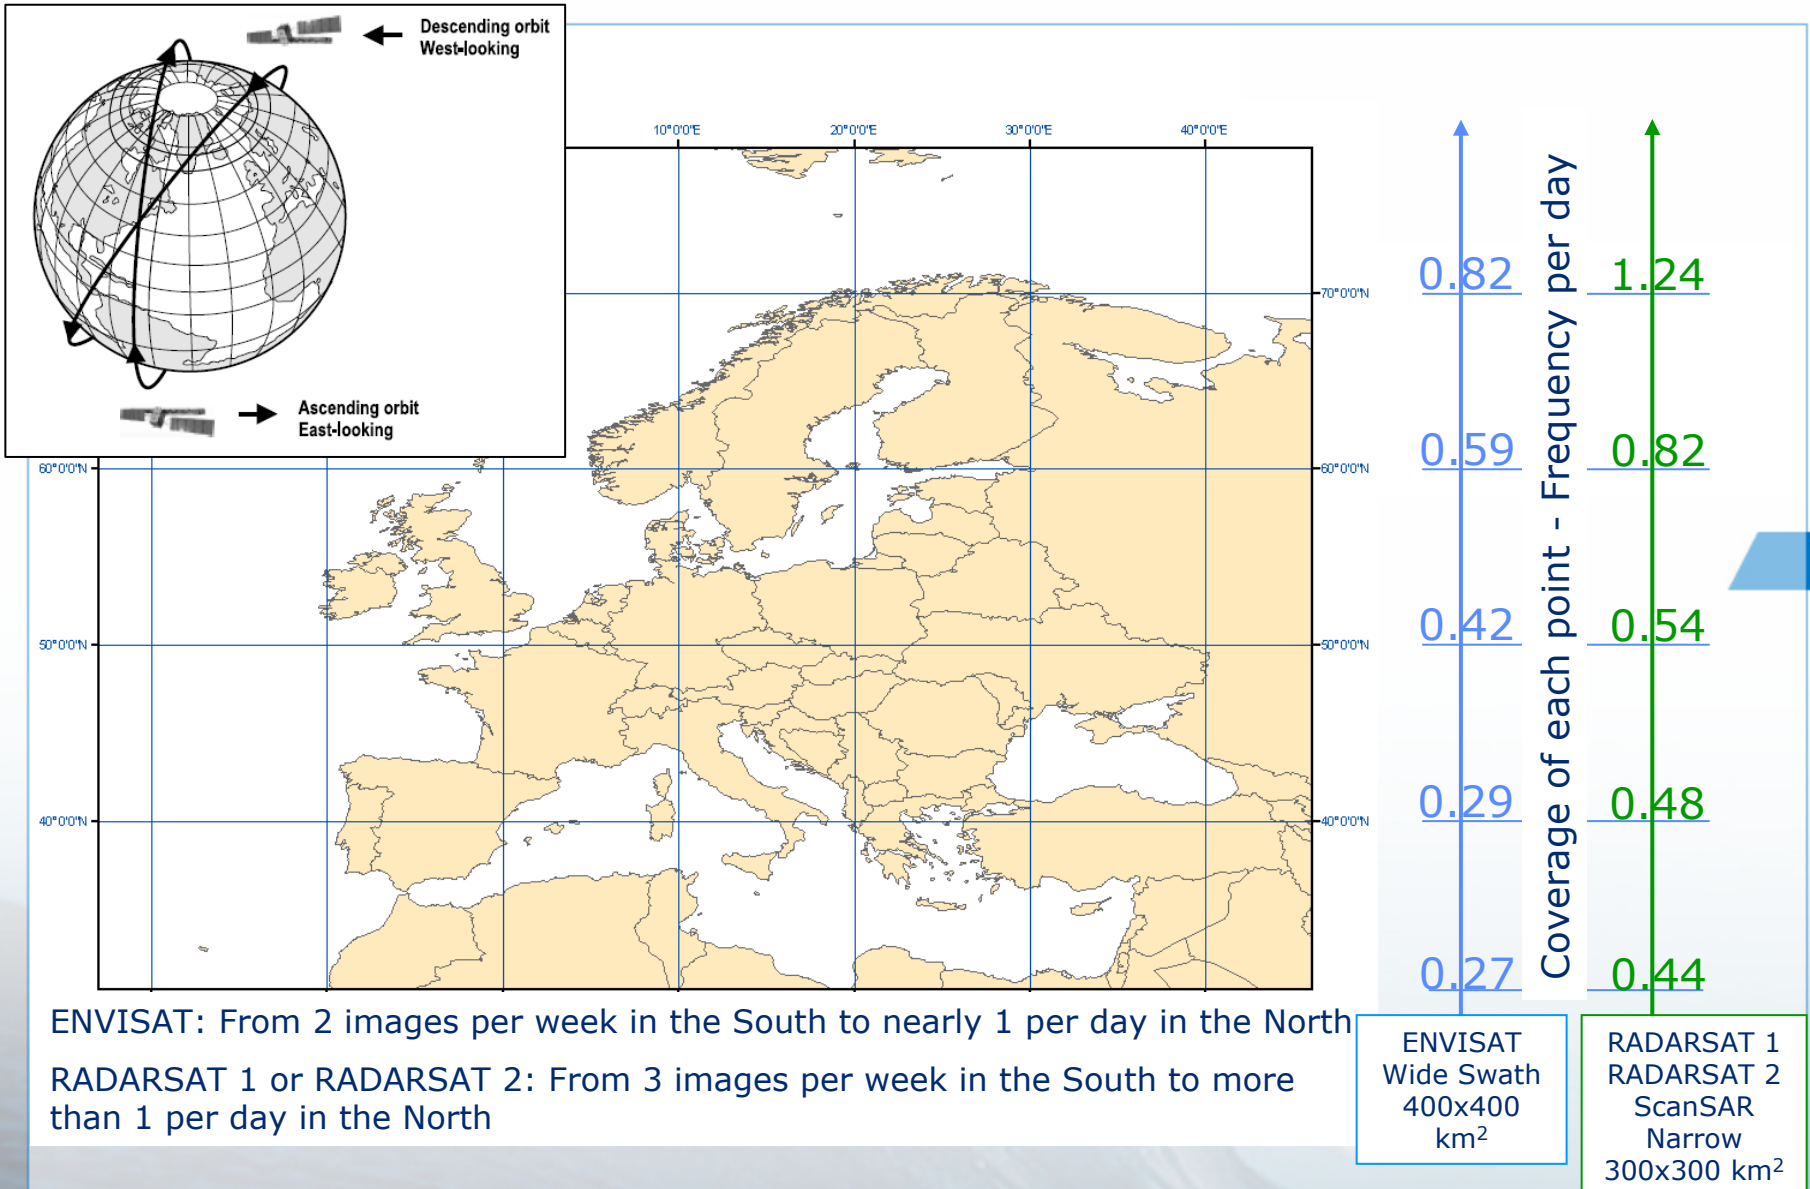 Descending orbit
West-looking
Ascending orbit
East-looking
10°0'0"E
20°0'0"E
30°0'0"E
40°0'0"E
70°0'0"N
60°0'0"N
60°0'0"N
50°0'0"N
50°0'0"N
40°0'0"N
40°0'0"N
0.82
1.24
0.59
0.82
0.42
0.54
0.29
0.48
0.27
0.44
Coverage of each point - Frequency per day
ENVISAT: From 2 images per week in the South to nearly 1 per day in the North
RADARSAT 1 or RADARSAT 2: From 3 images per week in the South to more
than 1 per day in the North
ENVISAT
Wide Swath
400x400
km²
RADARSAT 1
RADARSAT 2
ScanSAR
Narrow
300x300 km²